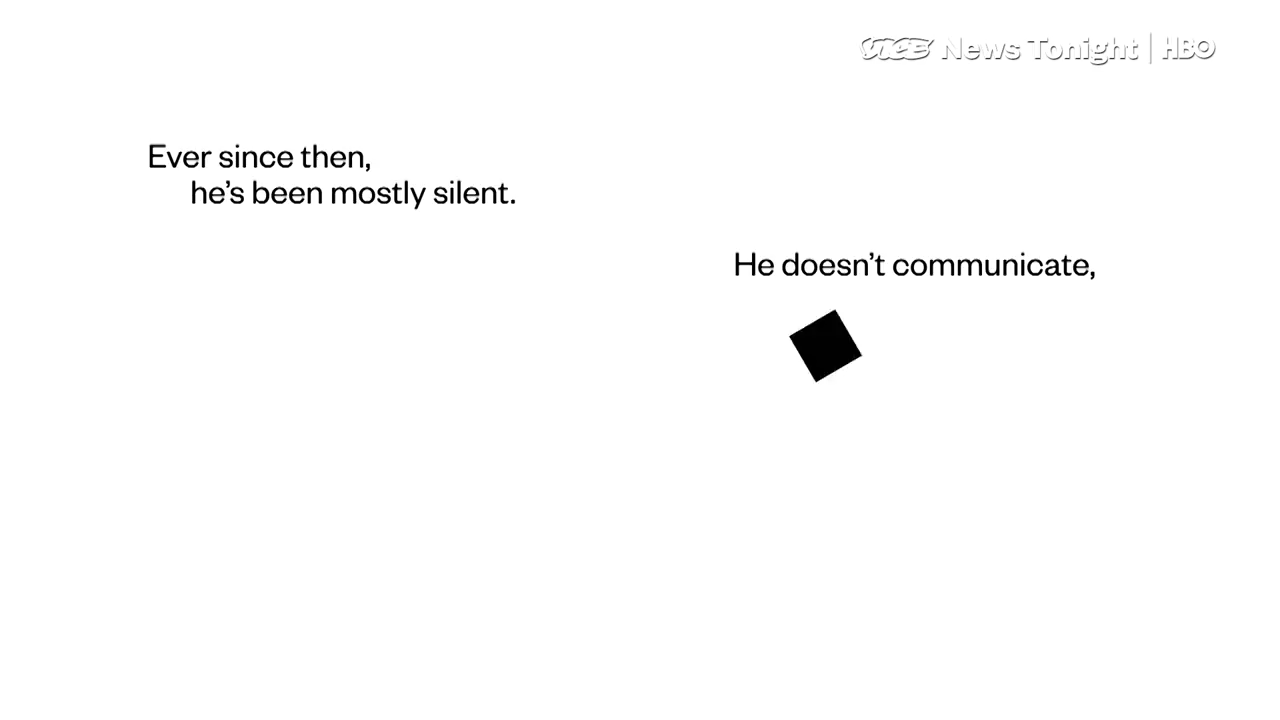 VICE News Tonight | HBO
Ever since then,
he’s been mostly silent.
He doesn’t communicate,